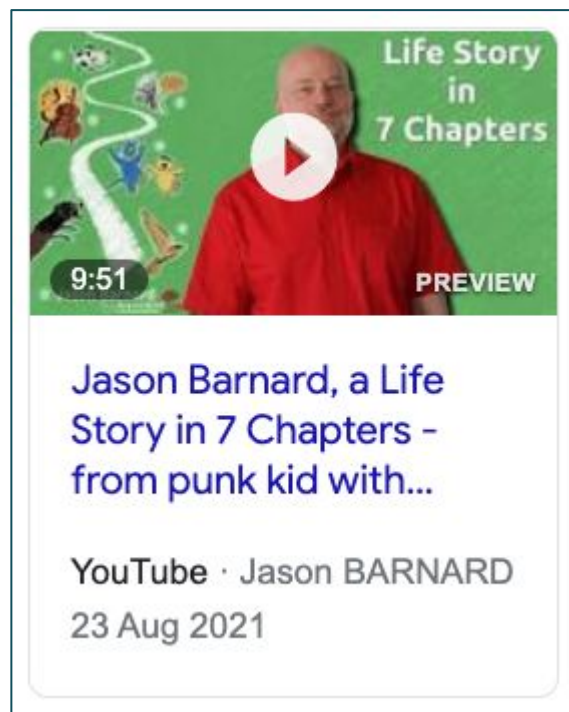 Life Story
in
7 Chapters
9:51
PREVIEW
Jason Barnard, a Life
Story in 7 Chapters -
from punk kid with...
YouTube · Jason BARNARD
23 Aug 2021